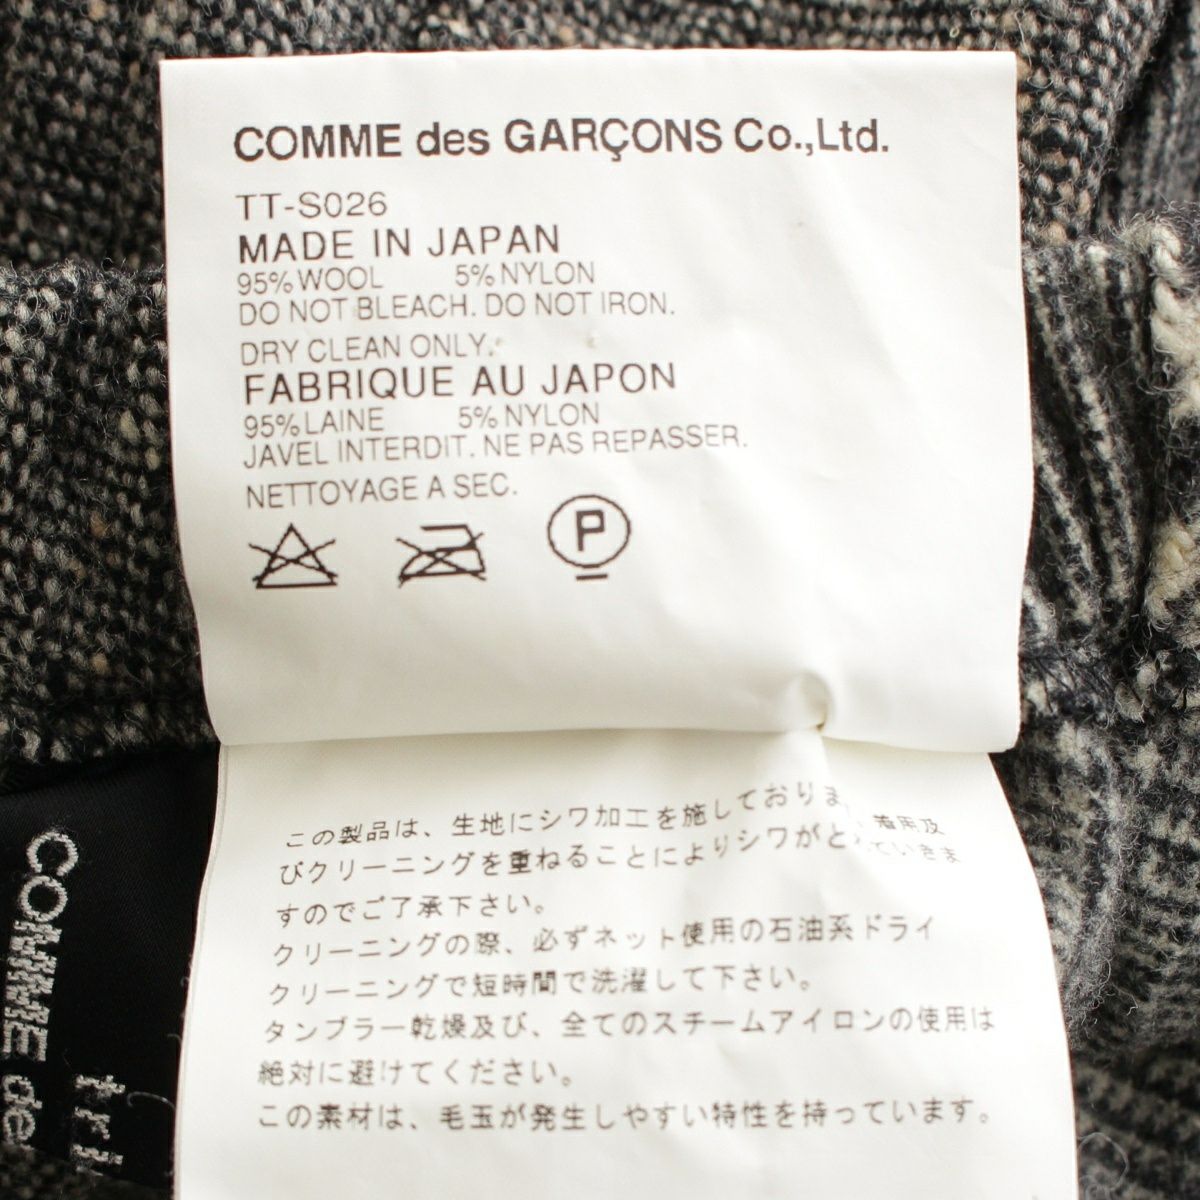 COMME des GARÇONS Co.,Ltd.
TT-S026
MADE IN JAPAN
95% WOOL 5% NYLON
DO NOT BLEACH. DO NOT IRON.
DRY CLEAN ONLY.
FABRIQUE AU JAPON
95% LAINE 5% NYLON
JAVEL INTERDIT. NE PAS REPASSER.
NETTOYAGE A SEC.
P
この製品は、生地にシワ加工を施しており、着用及
びクリーニングを重ねることによりシワがとれていきま
すのでご了承下さい。
クリーニングの際、必ずネット使用の石油系ドライ
クリーニングで短時間で洗濯して下さい。
タンブラー乾燥及び、全てのスチームアイロンの使用は
絶対に避けてください。
この素材は、毛玉が発生しやすい特性を持っています。
COMME de